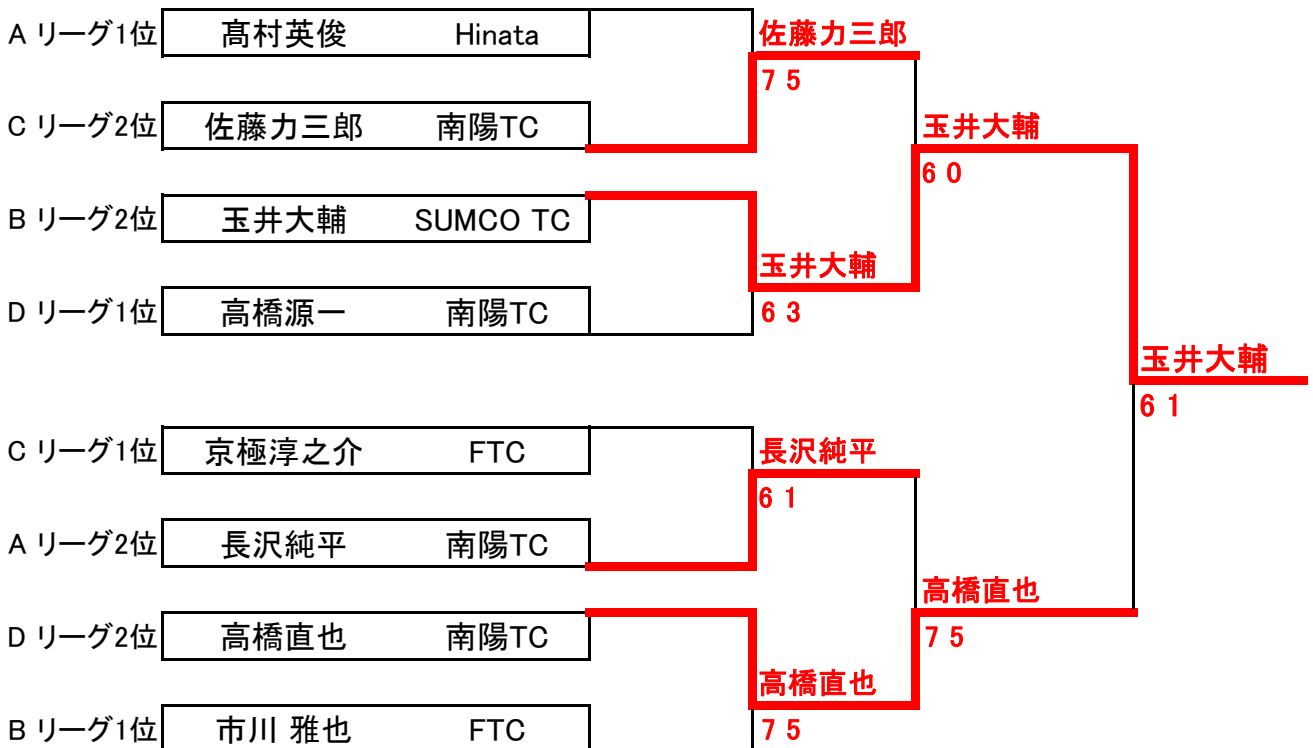 A リーグ1位 髙村英俊 Hinata
佐藤力三郎
7 5
C リーグ2位 佐藤力三郎 南陽TC
玉井大輔
6 0
B リーグ2位 玉井大輔 SUMCO TC
玉井大輔
6 3
D リーグ1位 高橋源一 南陽TC
玉井大輔
6 1
C リーグ1位 京極淳之介 FTC
長沢純平
6 1
A リーグ2位 長沢純平 南陽TC
高橋直也
7 5
D リーグ2位 高橋直也 南陽TC
高橋直也
7 5
B リーグ1位 市川 雅也 FTC